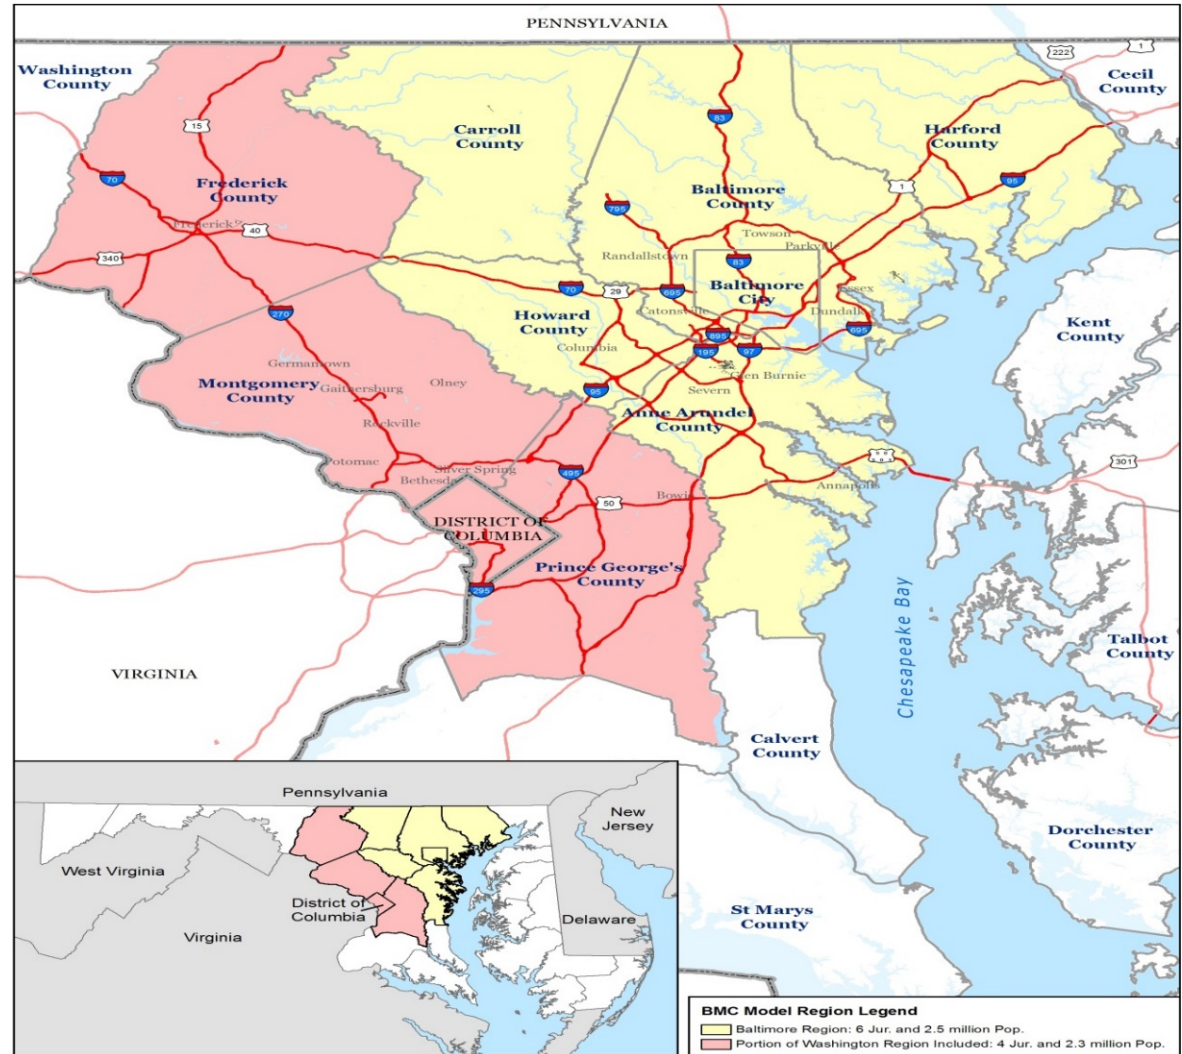 PENNSYLVANIA
222
1
Washington
County
Cecil
County
15
Carroll
County
83
Harford
County
70
Frederick
County
Baltimore
County
1
95
795
Frederick
40
Towson
Parkville
340
Randallstown
83
70
29
695
Baltimore
City
Essex
270
Howard
County
Catonsville
Dundalk
695
Kent
County
895
Columbia
195
97
Germantown
Glen Burnie
Montgomery
County
Gaithersburg
Olney
95
Severn
Anne Arundel
County
Rockville
Potomac
Silver Spring
Bethesda
495
301
Annapolis
Bowie
50
DISTRICT OF
COLUMBIA
Prince George's
County
295
Chesapeake Bay
Talbot
County
VIRGINIA
Calvert
County
Dorchester
County
St Marys
County
Pennsylvania
New
Jersey
West Virginia
District of
Columbia
Delaware
Virginia
BMC Model Region Legend
Baltimore Region: 6 Jur. and 2.5 million Pop.
Portion of Washington Region Included: 4 Jur. and 2.3 million Pop.